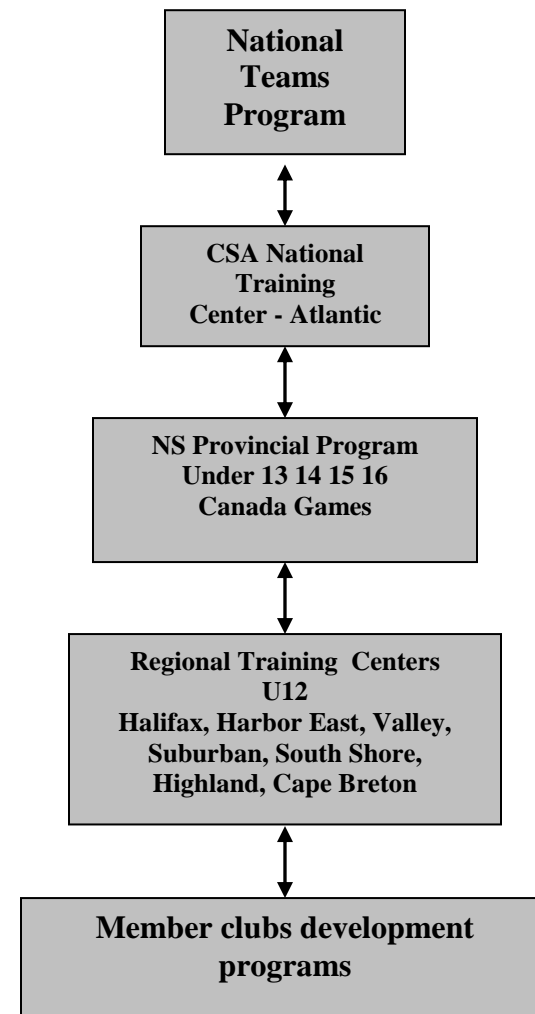 National
Teams
Program
CSA National
Training
Center - Atlantic
NS Provincial Program
Under 13 14 15 16
Canada Games
Regional Training  Centers
U12
Halifax, Harbor East, Valley,
Suburban, South Shore,
Highland, Cape Breton
Member clubs development
programs